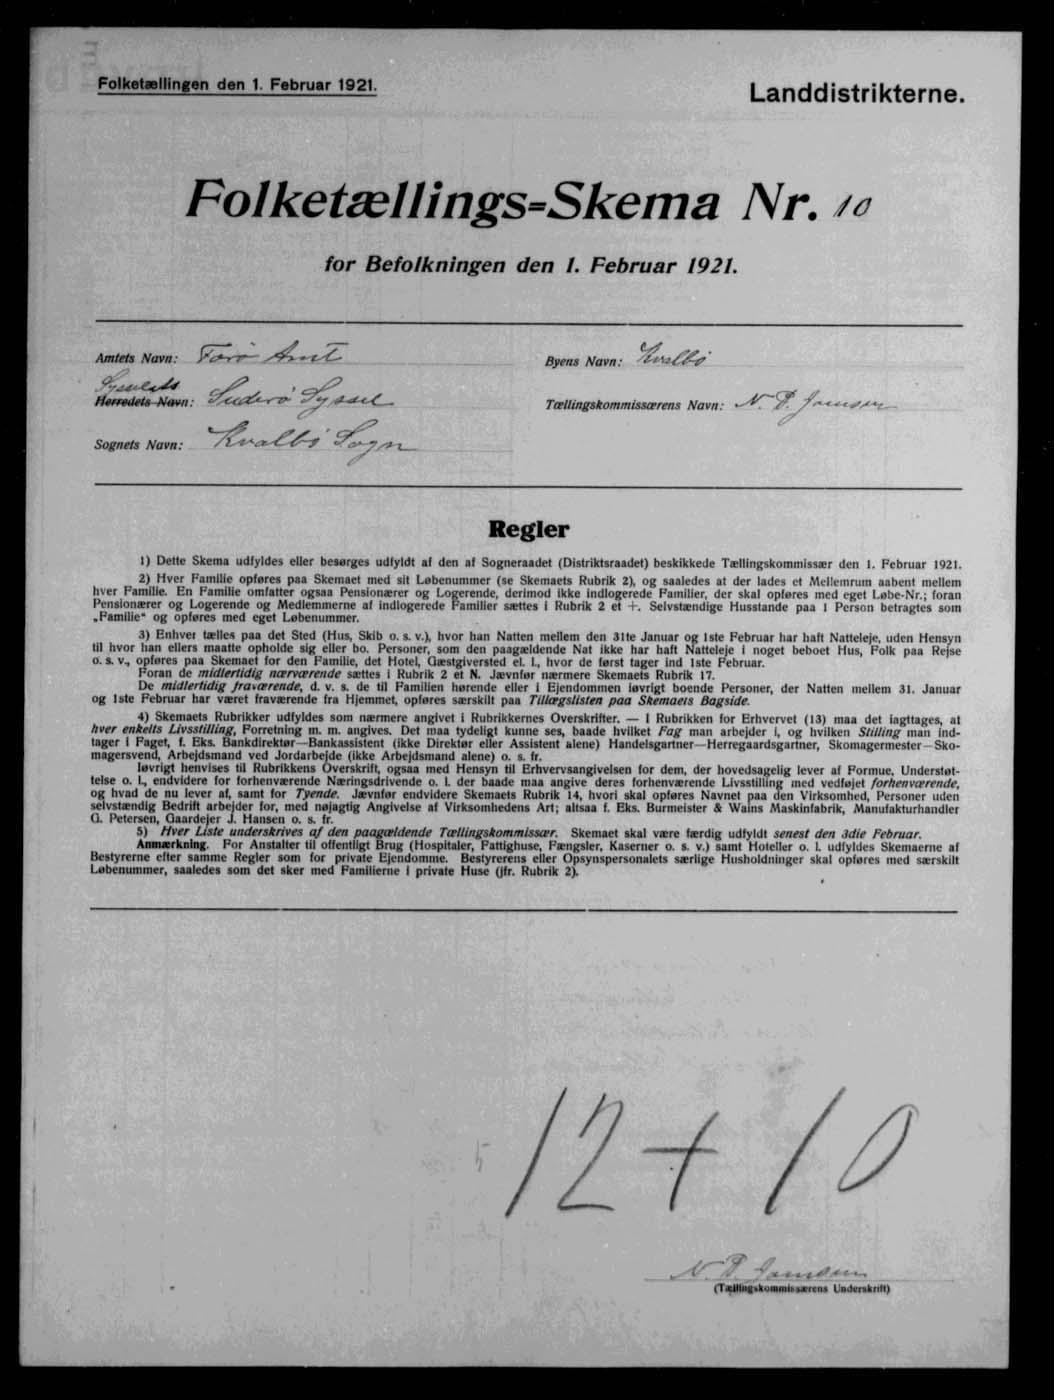 Folketællingen den 1. Februar 1921.
Landdistrikterne.
Folketællings=Skema Nr. 10
for Befolkningen den 1. Februar 1921.
Amtets Navn: Færø Amt
Byens Navn: Kvalbø
Sysselets
Herredets Navn: Suderø Syssel
Tællingskommissærens Navn: N. P. Jamsen
Sognets Navn: Kvalbø Sogn
Regler
1) Dette Skema udfyldes eller besørges udfyldt af den af Sogneraadet (Distriktsraadet) beskikkede Tællingskommissær den 1. Februar 1921.
2) Hver Familie opføres paa Skemaet med sit Løbenummer (se Skemaets Rubrik 2), og saaledes at der lades et Mellemrum aabent mellem
hver Familie. En Familie omfatter ogsaa Pensionærer og Logerende, derimod ikke indlogerede Familier, der skal opføres med eget Løbe-Nr.; foran
Pensionærer og Logerende og Medlemmerne af indlogerede Familier sættes i Rubrik 2 et +. Selvstændige Husstande paa 1 Person betragtes som
„Familie“ og opføres med eget Løbenummer.
3) Enhver tælles paa det Sted (Hus, Skib o. s. v.), hvor han Natten mellem den 31te Januar og 1ste Februar har haft Natteleje, uden Hensyn
til hvor han ellers maatte opholde sig eller bo. Personer, som den paagældende Nat ikke har haft Natteleje i noget beboet Hus, Folk paa Rejse
o. s. v., opføres paa Skemaet for den Familie, det Hotel, Gæstgiversted el. l., hvor de først tager ind 1ste Februar.
Foran de midlertidig nærværende sættes i Rubrik 2 et N. Jævnfør nærmere Skemaets Rubrik 17.
De midlertidig fraværende, d. v. s. de til Familien hørende eller i Ejendommen iøvrigt boende Personer, der Natten mellem 31. Januar
og 1ste Februar har været fraværende fra Hjemmet, opføres særskilt paa Tillægslisten paa Skemaets Bagside.
4) Skemaets Rubrikker udfyldes som nærmere angivet i Rubrikkernes Overskrifter. — I Rubrikken for Erhvervet (13) maa det iagttages, at
hver enkelts Livsstilling, Forretning m. m. angives. Det maa tydeligt kunne ses, baade hvilket Fag man arbejder i, og hvilken Stilling man ind-
tager i Faget, f. Eks. Bankdirektør—Bankassistent (ikke Direktør eller Assistent alene) Handelsgartner—Herregaardsgartner, Skomagermester—Sko-
magersvend, Arbejdsmand ved Jordarbejde (ikke Arbejdsmand alene) o. s. fr.
Iøvrigt henvises til Rubrikkens Overskrift, ogsaa med Hensyn til Erhvervsangivelsen for dem, der hovedsagelig lever af Formue, Understøt-
telse o. l., endvidere for forhenværende Næringsdrivende o. l. der baade maa angive deres forhenværende Livsstilling med vedføjet forhenværende,
og hvad de nu lever af, samt for Tyende. Jævnfør endvidere Skemaets Rubrik 14, hvori skal opføres Navnet paa den Virksomhed, Personer uden
selvstændig Bedrift arbejder for, med nøjagtig Angivelse af Virksomhedens Art; altsaa f. Eks. Burmeister & Wains Maskinfabrik, Manufakturhandler
G. Petersen, Gaardejer J. Hansen o. s. fr.
5) Hver Liste underskrives af den paagældende Tællingskommissær. Skemaet skal være færdig udfyldt senest den 3die Februar.
Anmærkning. For Anstalter til offentligt Brug (Hospitaler, Fattighuse, Fængsler, Kaserner o. s. v.) samt Hoteller o. l. udfyldes Skemaerne af
Bestyrerne efter samme Regler som for private Ejendomme. Bestyrerens eller Opsynspersonalets særlige Husholdninger skal opføres med særskilt
Løbenummer, saaledes som det sker med Familierne i private Huse (jfr. Rubrik 2).
12 + 10
N. P. Jamsen
(Tællingskommissærens Underskrift)